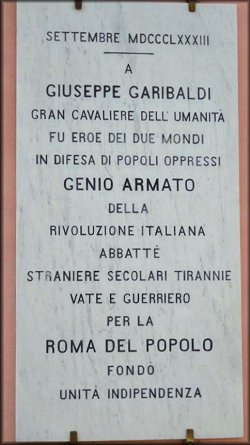 SETTEMBRE MDCCCLXXXIII
A
GIUSEPPE GARIBALDI
GRAN CAVALIERE DELL' UMANITÀ
FU EROE DEI DUE MONDI
IN DIFESA DI POPOLI OPPRESSI
GENIO ARMATO
DELLA
RIVOLUZIONE ITALIANA
ABBATTÈ
STRANIERE SECOLARI TIRANNIE
VATE E GUERRIERO
PER LA
ROMA DEL POPOLO
FONDÒ
UNITÀ INDIPENDENZA